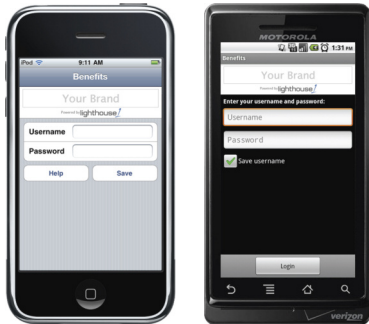 iPod 9:11 AM
Benefits
Your Brand
Powered by lighthouse
Username
Password
Help Save
MOTOROLA
1:31 PM
Benefits
Your Brand
Powered by lighthouse
Enter your username and password:
Username
Password
Save username
Login
verizon